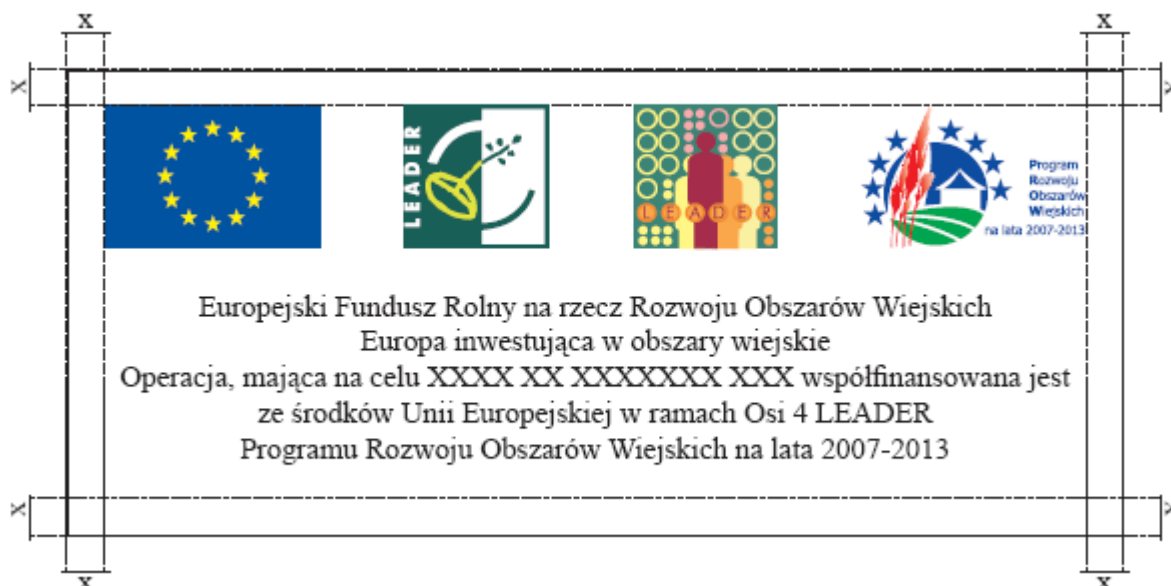 x x
x x
LEADER
LEADER
Program
Rozwoju
Obszarów
Wiejskich
na lata 2007-2013
Europejski Fundusz Rolny na rzecz Rozwoju Obszarów Wiejskich
Europa inwestująca w obszary wiejskie
Operacja, mająca na celu XXXX XX XXXXXXX XXX współfinansowana jest
ze środków Unii Europejskiej w ramach Osi 4 LEADER
Programu Rozwoju Obszarów Wiejskich na lata 2007-2013
x x
x x